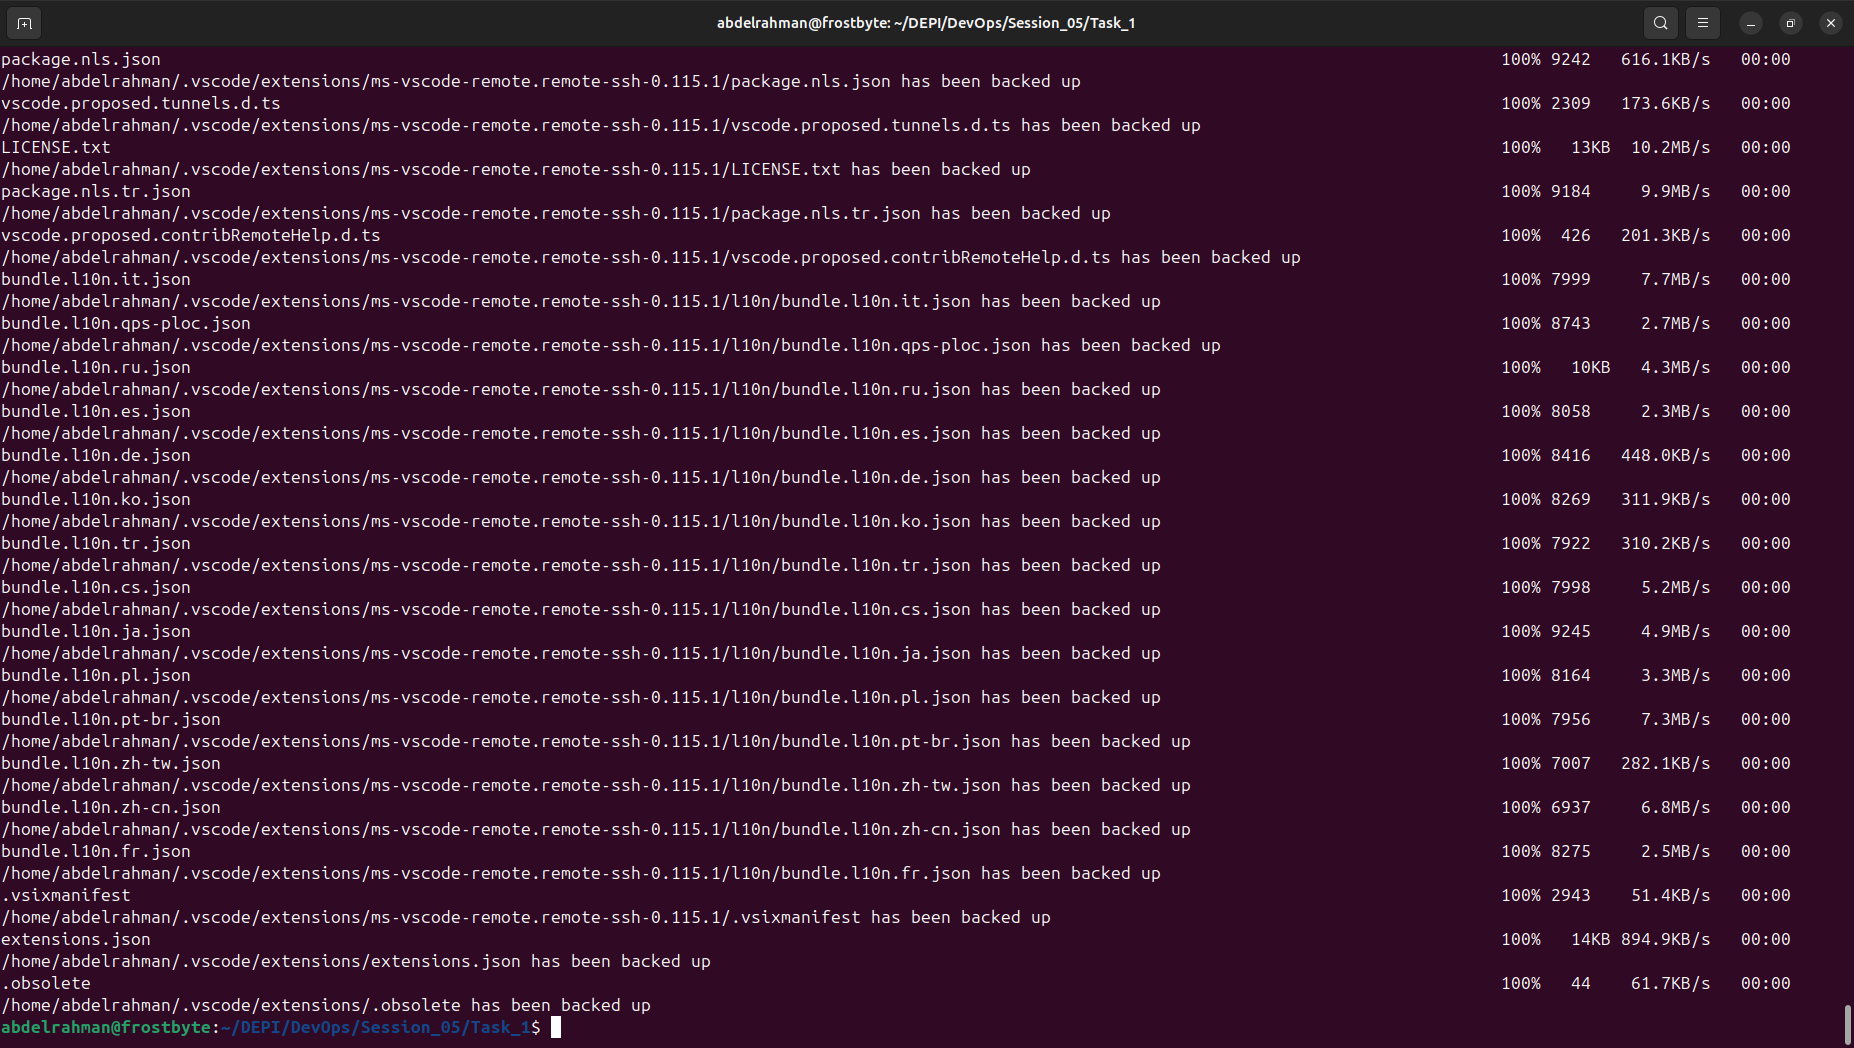 abdelrahman@frostbyte: ~/DEPI/DevOps/Session_05/Task_1
package.nls.json 100% 9242 616.1KB/s 00:00
/home/abdelrahman/.vscode/extensions/ms-vscode-remote.remote-ssh-0.115.1/package.nls.json has been backed up
vscode.proposed.tunnels.d.ts 100% 2309 173.6KB/s 00:00
/home/abdelrahman/.vscode/extensions/ms-vscode-remote.remote-ssh-0.115.1/vscode.proposed.tunnels.d.ts has been backed up
LICENSE.txt 100% 13KB 10.2MB/s 00:00
/home/abdelrahman/.vscode/extensions/ms-vscode-remote.remote-ssh-0.115.1/LICENSE.txt has been backed up
package.nls.tr.json 100% 9184 9.9MB/s 00:00
/home/abdelrahman/.vscode/extensions/ms-vscode-remote.remote-ssh-0.115.1/package.nls.tr.json has been backed up
vscode.proposed.contribRemoteHelp.d.ts 100% 426 201.3KB/s 00:00
/home/abdelrahman/.vscode/extensions/ms-vscode-remote.remote-ssh-0.115.1/vscode.proposed.contribRemoteHelp.d.ts has been backed up
bundle.l10n.it.json 100% 7999 7.7MB/s 00:00
/home/abdelrahman/.vscode/extensions/ms-vscode-remote.remote-ssh-0.115.1/l10n/bundle.l10n.it.json has been backed up
bundle.l10n.qps-ploc.json 100% 8743 2.7MB/s 00:00
/home/abdelrahman/.vscode/extensions/ms-vscode-remote.remote-ssh-0.115.1/l10n/bundle.l10n.qps-ploc.json has been backed up
bundle.l10n.ru.json 100% 10KB 4.3MB/s 00:00
/home/abdelrahman/.vscode/extensions/ms-vscode-remote.remote-ssh-0.115.1/l10n/bundle.l10n.ru.json has been backed up
bundle.l10n.es.json 100% 8058 2.3MB/s 00:00
/home/abdelrahman/.vscode/extensions/ms-vscode-remote.remote-ssh-0.115.1/l10n/bundle.l10n.es.json has been backed up
bundle.l10n.de.json 100% 8416 448.0KB/s 00:00
/home/abdelrahman/.vscode/extensions/ms-vscode-remote.remote-ssh-0.115.1/l10n/bundle.l10n.de.json has been backed up
bundle.l10n.ko.json 100% 8269 311.9KB/s 00:00
/home/abdelrahman/.vscode/extensions/ms-vscode-remote.remote-ssh-0.115.1/l10n/bundle.l10n.ko.json has been backed up
bundle.l10n.tr.json 100% 7922 310.2KB/s 00:00
/home/abdelrahman/.vscode/extensions/ms-vscode-remote.remote-ssh-0.115.1/l10n/bundle.l10n.tr.json has been backed up
bundle.l10n.cs.json 100% 7998 5.2MB/s 00:00
/home/abdelrahman/.vscode/extensions/ms-vscode-remote.remote-ssh-0.115.1/l10n/bundle.l10n.cs.json has been backed up
bundle.l10n.ja.json 100% 9245 4.9MB/s 00:00
/home/abdelrahman/.vscode/extensions/ms-vscode-remote.remote-ssh-0.115.1/l10n/bundle.l10n.ja.json has been backed up
bundle.l10n.pl.json 100% 8164 3.3MB/s 00:00
/home/abdelrahman/.vscode/extensions/ms-vscode-remote.remote-ssh-0.115.1/l10n/bundle.l10n.pl.json has been backed up
bundle.l10n.pt-br.json 100% 7956 7.3MB/s 00:00
/home/abdelrahman/.vscode/extensions/ms-vscode-remote.remote-ssh-0.115.1/l10n/bundle.l10n.pt-br.json has been backed up
bundle.l10n.zh-tw.json 100% 7007 282.1KB/s 00:00
/home/abdelrahman/.vscode/extensions/ms-vscode-remote.remote-ssh-0.115.1/l10n/bundle.l10n.zh-tw.json has been backed up
bundle.l10n.zh-cn.json 100% 6937 6.8MB/s 00:00
/home/abdelrahman/.vscode/extensions/ms-vscode-remote.remote-ssh-0.115.1/l10n/bundle.l10n.zh-cn.json has been backed up
bundle.l10n.fr.json 100% 8275 2.5MB/s 00:00
/home/abdelrahman/.vscode/extensions/ms-vscode-remote.remote-ssh-0.115.1/l10n/bundle.l10n.fr.json has been backed up
.vsixmanifest 100% 2943 51.4KB/s 00:00
/home/abdelrahman/.vscode/extensions/ms-vscode-remote.remote-ssh-0.115.1/.vsixmanifest has been backed up
extensions.json 100% 14KB 894.9KB/s 00:00
/home/abdelrahman/.vscode/extensions/extensions.json has been backed up
.obsolete 100% 44 61.7KB/s 00:00
/home/abdelrahman/.vscode/extensions/.obsolete has been backed up
abdelrahman@frostbyte:~/DEPI/DevOps/Session_05/Task_1$